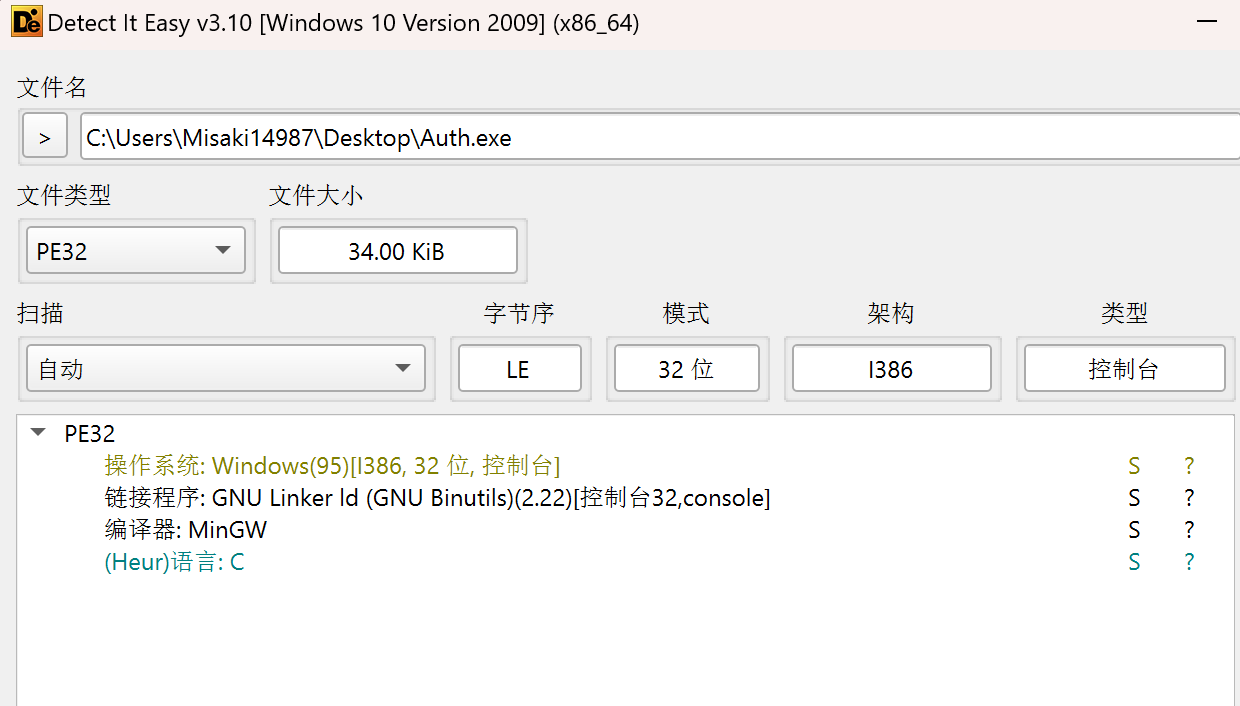 Detect It Easy v3.10 [Windows 10 Version 2009] (x86_64)
文件名
> C:\Users\Misaki14987\Desktop\Auth.exe
文件类型 文件大小
PE32 34.00 KiB
扫描 字节序 模式 架构 类型
自动 LE 32 位 I386 控制台
PE32
操作系统: Windows(95)[I386, 32 位, 控制台] S ?
链接程序: GNU Linker ld (GNU Binutils)(2.22)[控制台32,console] S ?
编译器: MinGW S ?
(Heur)语言: C S ?